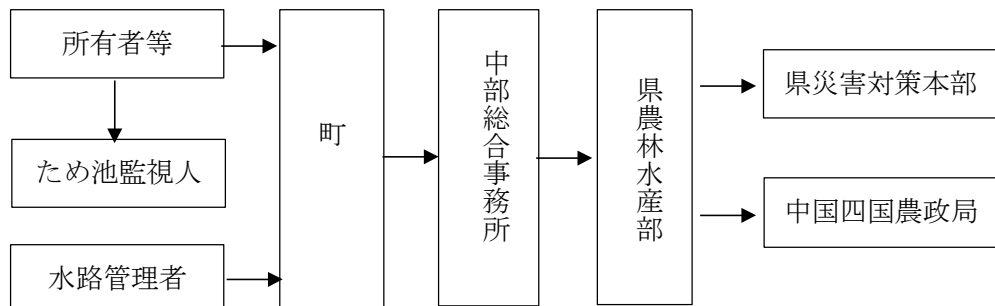 所有者等
ため池監視人
水路管理者
町
中部総合事務所
県農林水産部
県災害対策本部
中国四国農政局